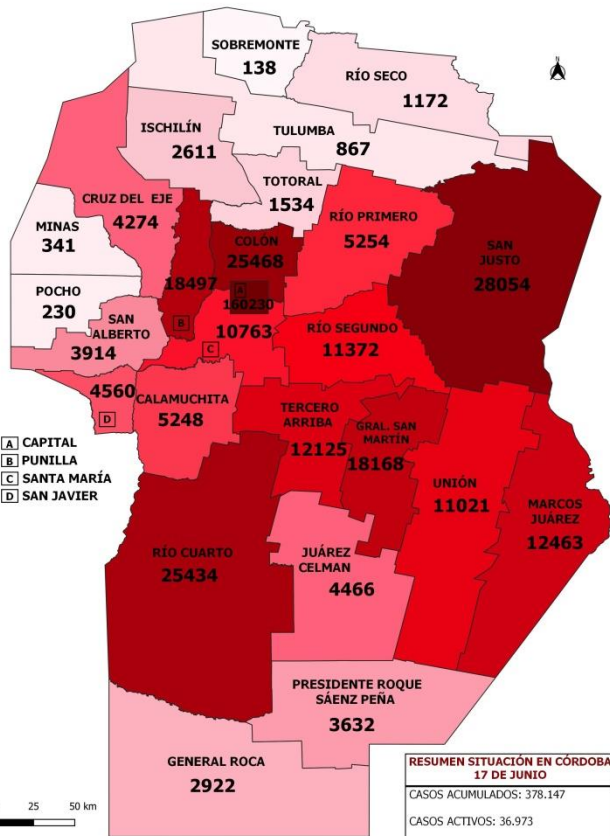 SOBREMONTE
138
RÍO SECO
1172
ISCHILÍN
2611
TULUMBA
867
TOTORAL
1534
CRUZ DEL EJE
4274
RÍO PRIMERO
5254
MINAS
341
COLÓN
25468
SAN
JUSTO
28054
18497
A
160230
POCHO
230
B
SAN
ALBERTO
3914
10763
C
RÍO SEGUNDO
11372
4560
D
CALAMUCHITA
5248
TERCERO
ARRIBA
12125
GRAL. SAN
MARTÍN
18168
A CAPITAL
B PUNILLA
C SANTA MARÍA
D SAN JAVIER
UNIÓN
11021
MARCOS
JUÁREZ
12463
RÍO CUARTO
25434
JUÁREZ
CELMAN
4466
PRESIDENTE ROQUE
SÁENZ PEÑA
3632
GENERAL ROCA
2922
25 50 km
RESUMEN SITUACIÓN EN CÓRDOBA
17 DE JUNIO
CASOS ACUMULADOS: 378.147
CASOS ACTIVOS: 36.973